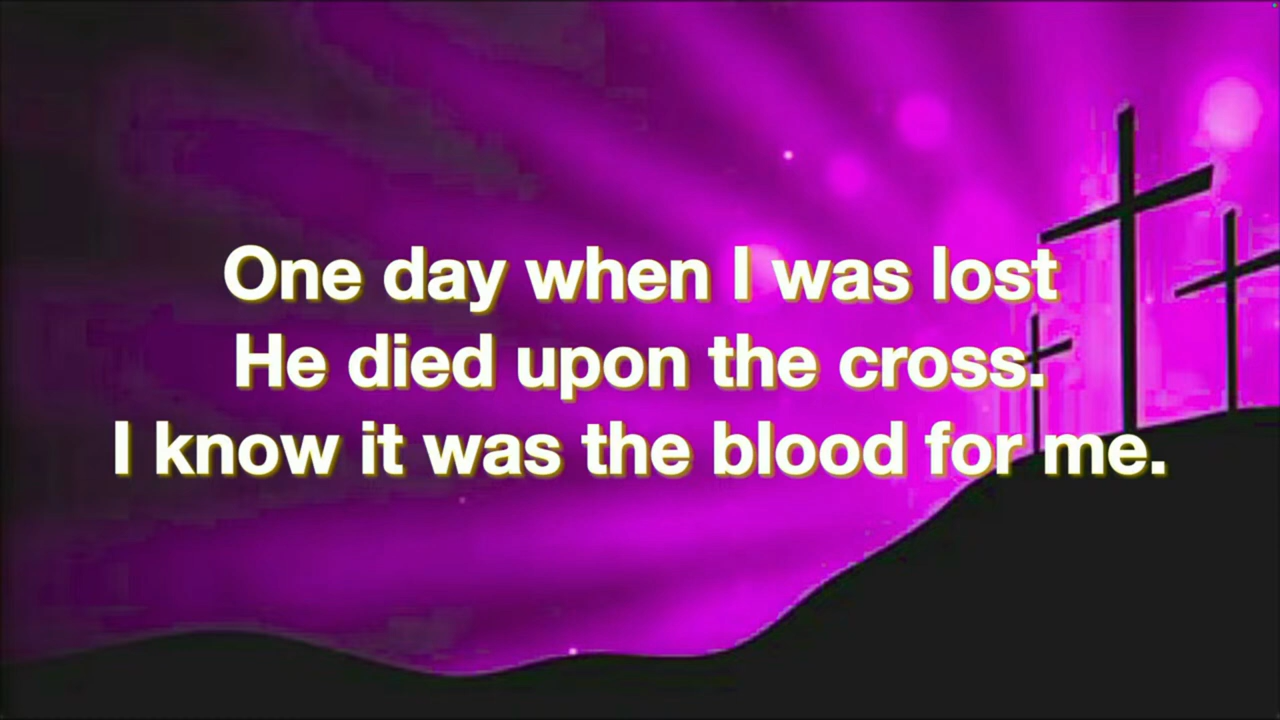 One day when I was lost
He died upon the cross.
I know it was the blood for me.